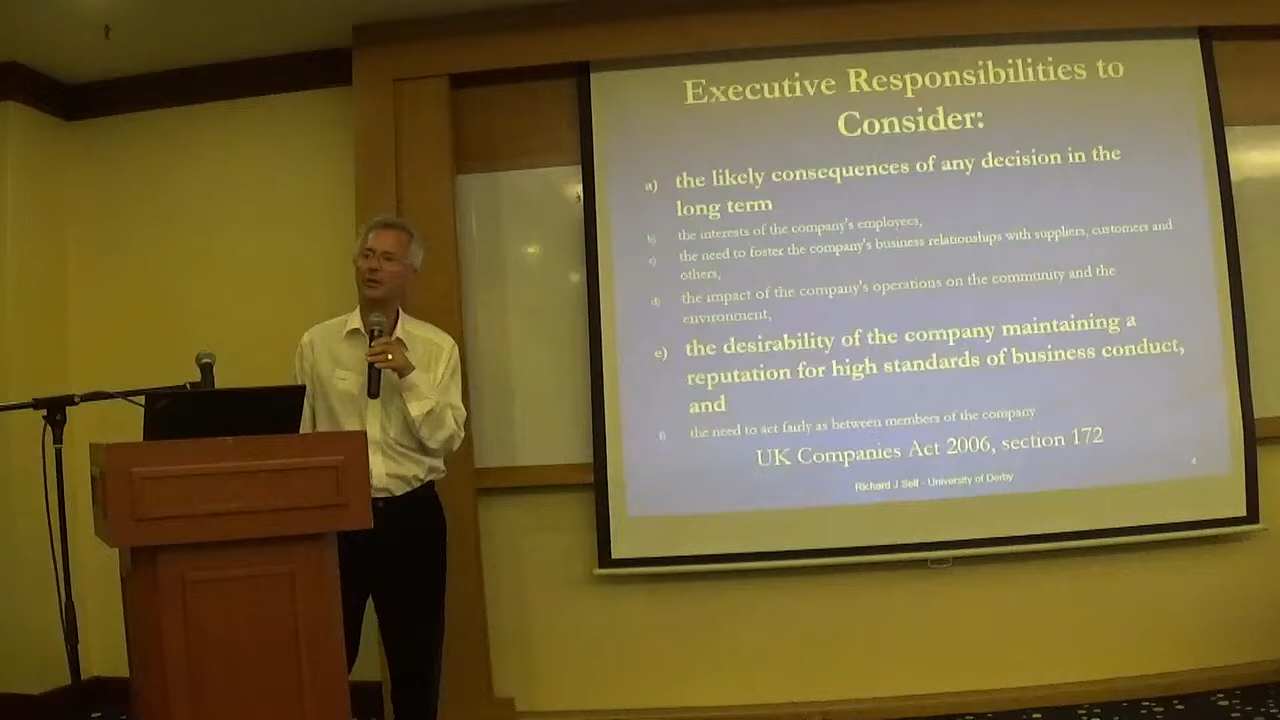 Executive Responsibilities to
Consider:
a) the likely consequences of any decision in the
long term
b) the interests of the company's employees,
c) the need to foster the company's business relationships with suppliers, customers and
others,
d) the impact of the company's operations on the community and the
environment,
e) the desirability of the company maintaining a
reputation for high standards of business conduct,
and
f) the need to act fairly as between members of the company
UK Companies Act 2006, section 172
Richard J Self - University of Derby
4